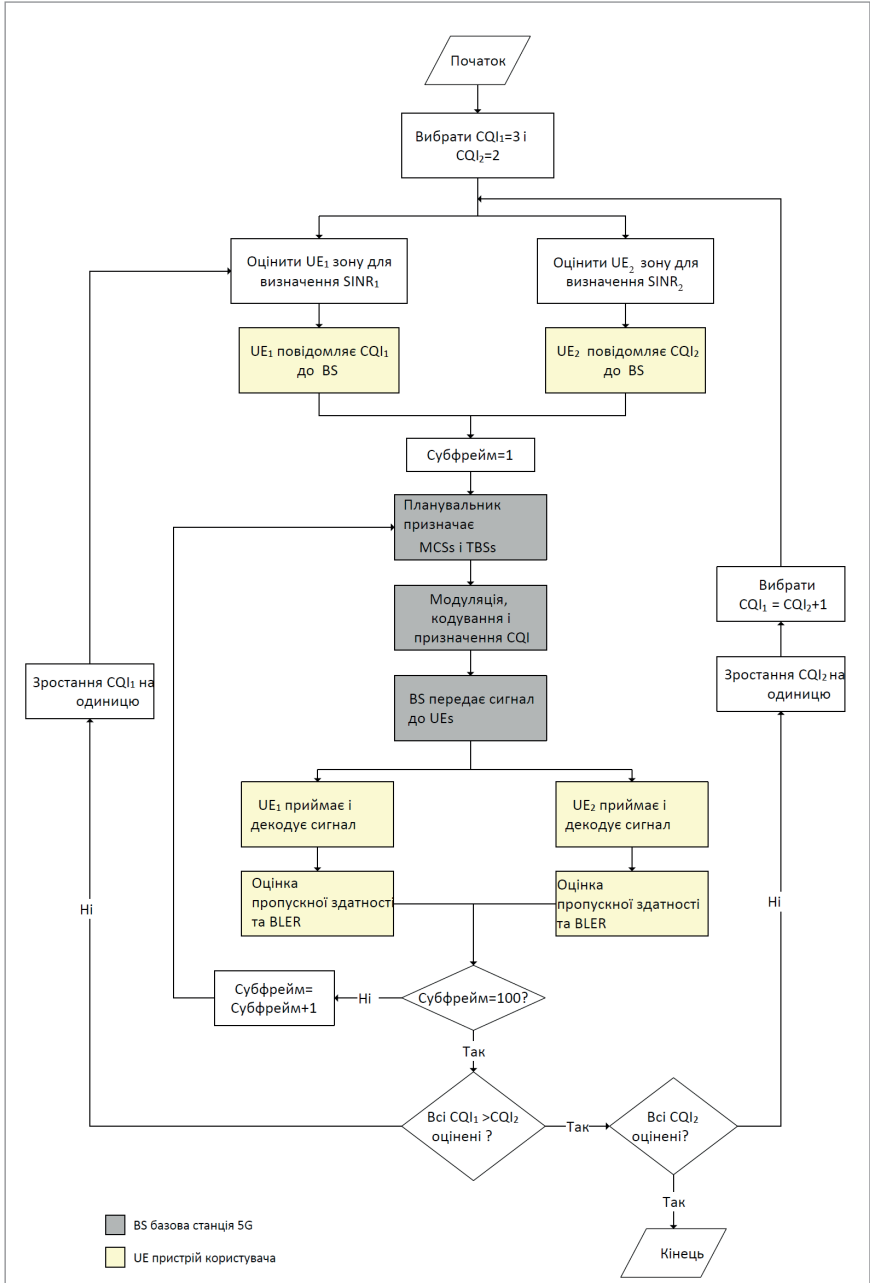 Початок
Вибрати CQI₁=3 і
CQI₂=2
Оцінити UE₁ зону для
визначення SINR₁
Оцінити UE₂ зону для
визначення SINR₂
UE₁ повідомляє CQI₁
до BS
UE₂ повідомляє CQI₂
до BS
Субфрейм=1
Планувальник
призначає
MCSs і TBSs
Модуляція,
кодування і
призначення CQI
Вибрати
CQI₁ = CQI₂+1
Зростання CQI₁ на
одиницю
BS передає сигнал
до UEs
Зростання CQI₂ на
одиницю
UE₁ приймає і
декодує сигнал
UE₂ приймає і
декодує сигнал
Оцінка
пропускної здатності
та BLER
Оцінка
пропускної здатності
та BLER
Ні
Ні
Субфрейм=
Субфрейм+1
Ні
Субфрейм=100?
Так
Всі CQI₁ >CQI₂
оцінені ?
Так
Всі CQI₂
оцінені?
Так
BS базова станція 5G
UE пристрій користувача
Кінець